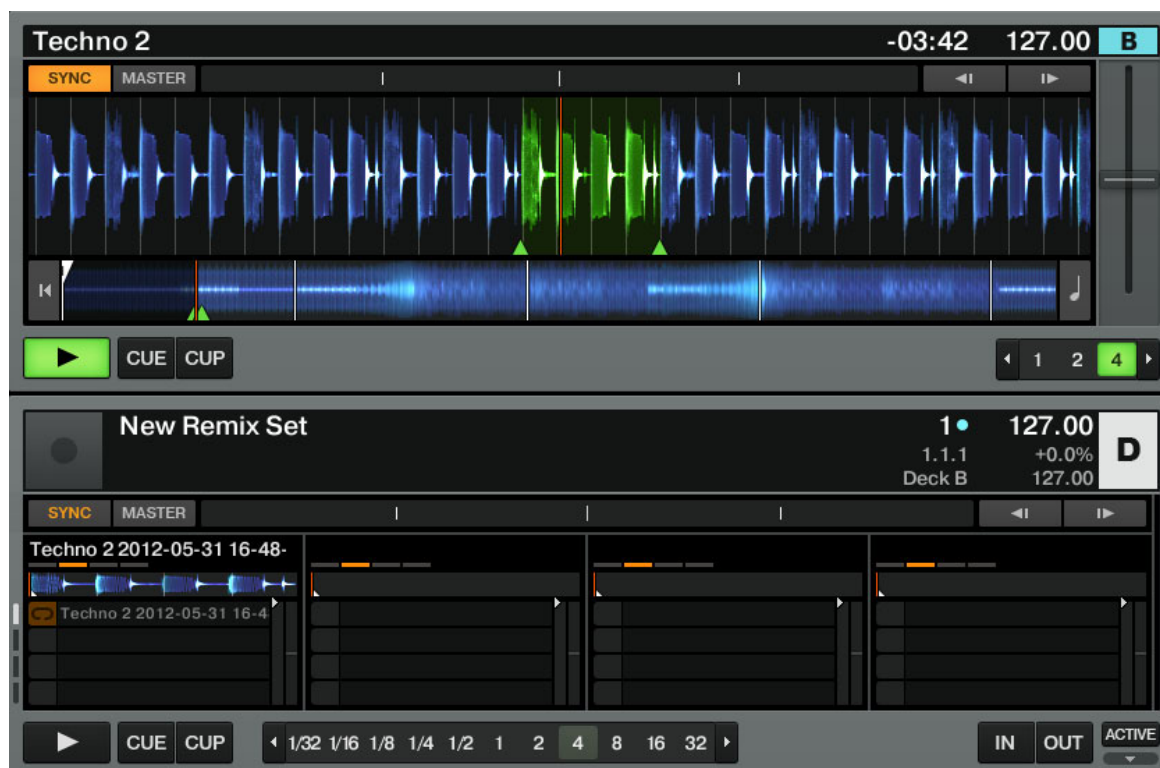 Techno 2 -03:42 127.00 B
SYNC MASTER
CUE CUP 1 2 4
New Remix Set 1 127.00 D
1.1.1 +0.0%
Deck B 127.00
SYNC MASTER
Techno 2 2012-05-31 16-48-
Techno 2 2012-05-31 16-4
CUE CUP 1/32 1/16 1/8 1/4 1/2 1 2 4 8 16 32 IN OUT ACTIVE